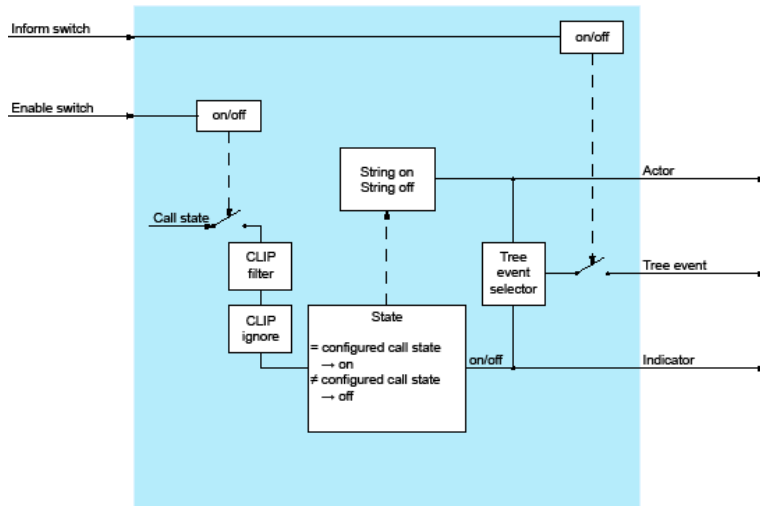 Inform switch
on/off
Enable switch
on/off
String on
String off
Actor
Call state
CLIP
filter
Tree
event
selector
Tree event
CLIP
ignore
State
= configured call state
→ on
≠ configured call state
→ off
on/off
Indicator